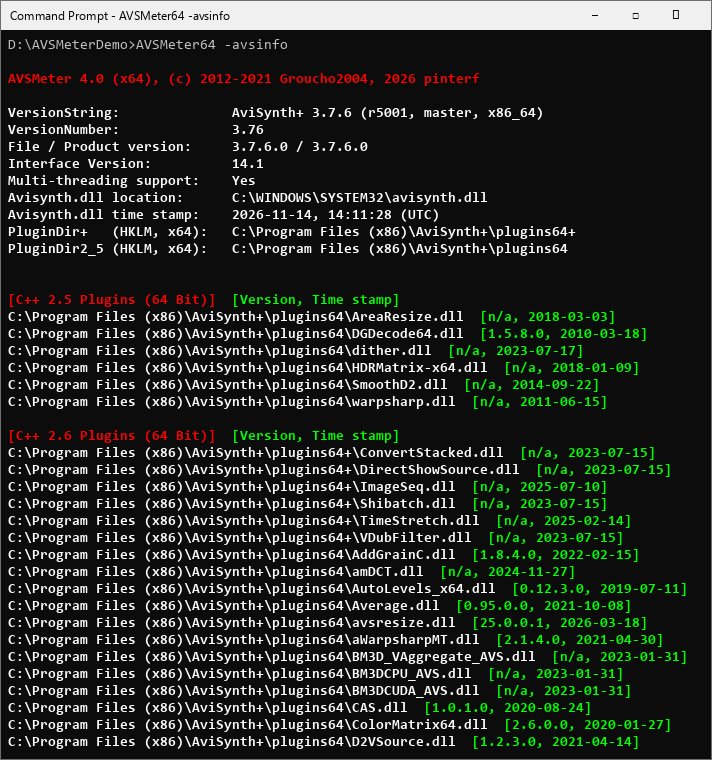 Command Prompt - AVSMeter64 -avsinfo
D:\AVSMeterDemo>AVSMeter64 -avsinfo
AVSMeter 4.0 (x64), (c) 2012-2021 Groucho2004, 2026 pinterf
VersionString:              AviSynth+ 3.7.6 (r5001, master, x86_64)
VersionNumber:              3.76
File / Product version:     3.7.6.0 / 3.7.6.0
Interface Version:          14.1
Multi-threading support:    Yes
Avisynth.dll location:      C:\WINDOWS\SYSTEM32\avisynth.dll
Avisynth.dll time stamp:    2026-11-14, 14:11:28 (UTC)
PluginDir+   (HKLM, x64):   C:\Program Files (x86)\AviSynth+\plugins64+
PluginDir2_5 (HKLM, x64):   C:\Program Files (x86)\AviSynth+\plugins64
[C++ 2.5 Plugins (64 Bit)]  [Version, Time stamp]
C:\Program Files (x86)\AviSynth+\plugins64\AreaResize.dll  [n/a, 2018-03-03]
C:\Program Files (x86)\AviSynth+\plugins64\DGDecode64.dll  [1.5.8.0, 2010-03-18]
C:\Program Files (x86)\AviSynth+\plugins64\dither.dll  [n/a, 2023-07-17]
C:\Program Files (x86)\AviSynth+\plugins64\HDRMatrix-x64.dll  [n/a, 2018-01-09]
C:\Program Files (x86)\AviSynth+\plugins64\SmoothD2.dll  [n/a, 2014-09-22]
C:\Program Files (x86)\AviSynth+\plugins64\warpsharp.dll  [n/a, 2011-06-15]
[C++ 2.6 Plugins (64 Bit)]  [Version, Time stamp]
C:\Program Files (x86)\AviSynth+\plugins64+\ConvertStacked.dll  [n/a, 2023-07-15]
C:\Program Files (x86)\AviSynth+\plugins64+\DirectShowSource.dll  [n/a, 2023-07-15]
C:\Program Files (x86)\AviSynth+\plugins64+\ImageSeq.dll  [n/a, 2025-07-10]
C:\Program Files (x86)\AviSynth+\plugins64+\Shibatch.dll  [n/a, 2023-07-15]
C:\Program Files (x86)\AviSynth+\plugins64+\TimeStretch.dll  [n/a, 2025-02-14]
C:\Program Files (x86)\AviSynth+\plugins64+\VDubFilter.dll  [n/a, 2023-07-15]
C:\Program Files (x86)\AviSynth+\plugins64\AddGrainC.dll  [1.8.4.0, 2022-02-15]
C:\Program Files (x86)\AviSynth+\plugins64\amDCT.dll  [n/a, 2024-11-27]
C:\Program Files (x86)\AviSynth+\plugins64\AutoLevels_x64.dll  [0.12.3.0, 2019-07-11]
C:\Program Files (x86)\AviSynth+\plugins64\Average.dll  [0.95.0.0, 2021-10-08]
C:\Program Files (x86)\AviSynth+\plugins64\avsresize.dll  [25.0.0.1, 2026-03-18]
C:\Program Files (x86)\AviSynth+\plugins64\aWarpsharpMT.dll  [2.1.4.0, 2021-04-30]
C:\Program Files (x86)\AviSynth+\plugins64\BM3D_VAggregate_AVS.dll  [n/a, 2023-01-31]
C:\Program Files (x86)\AviSynth+\plugins64\BM3DCPU_AVS.dll  [n/a, 2023-01-31]
C:\Program Files (x86)\AviSynth+\plugins64\BM3DCUDA_AVS.dll  [n/a, 2023-01-31]
C:\Program Files (x86)\AviSynth+\plugins64\CAS.dll  [1.0.1.0, 2020-08-24]
C:\Program Files (x86)\AviSynth+\plugins64\ColorMatrix64.dll  [2.6.0.0, 2020-01-27]
C:\Program Files (x86)\AviSynth+\plugins64\D2VSource.dll  [1.2.3.0, 2021-04-14]